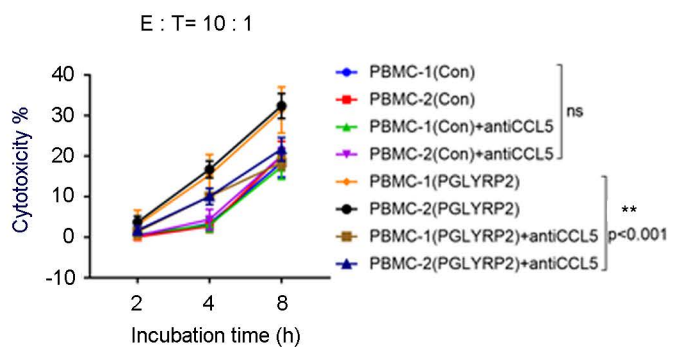 E : T= 10 : 1
40
30
20
10
0
-10
Cytotoxicity %
2 4 8
Incubation time (h)
PBMC-1(Con)
PBMC-2(Con)
PBMC-1(Con)+antiCCL5
PBMC-2(Con)+antiCCL5
ns
PBMC-1(PGLYRP2)
PBMC-2(PGLYRP2)
PBMC-1(PGLYRP2)+antiCCL5
PBMC-2(PGLYRP2)+antiCCL5
**
p<0.001